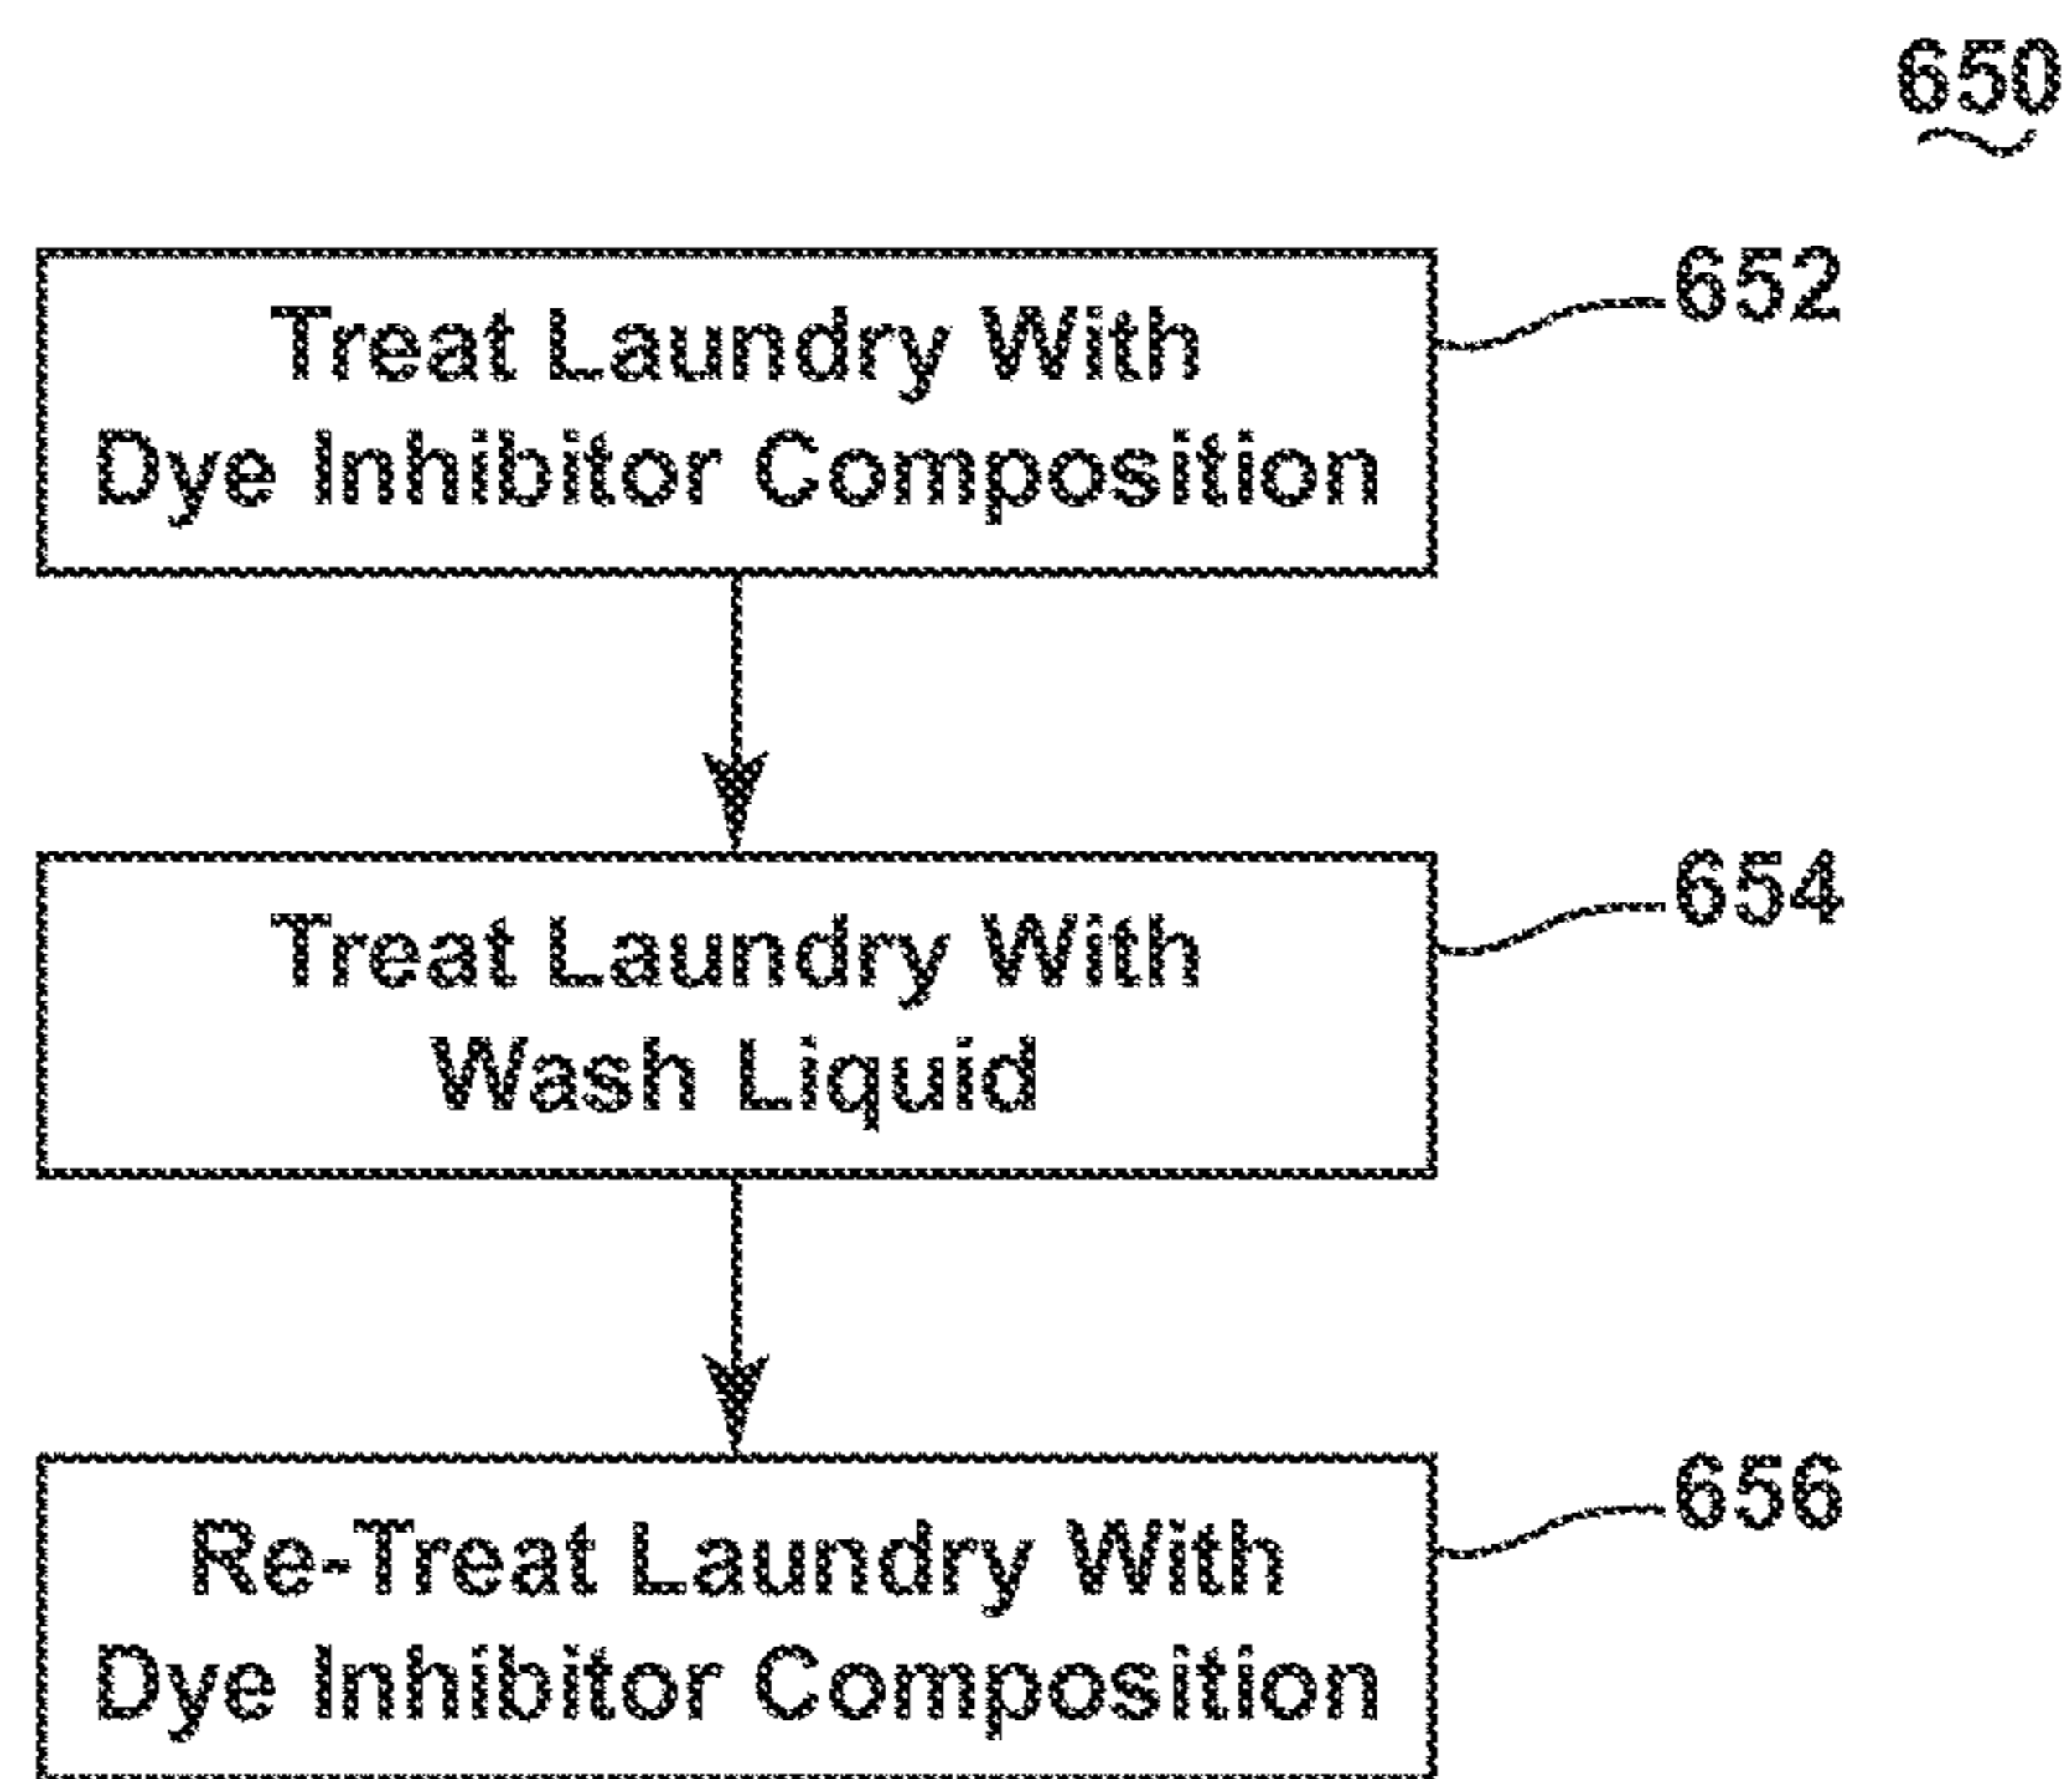 650
Treat Laundry With
Dye Inhibitor Composition
652
Treat Laundry With
Wash Liquid
654
Re-Treat Laundry With
Dye Inhibitor Composition
656